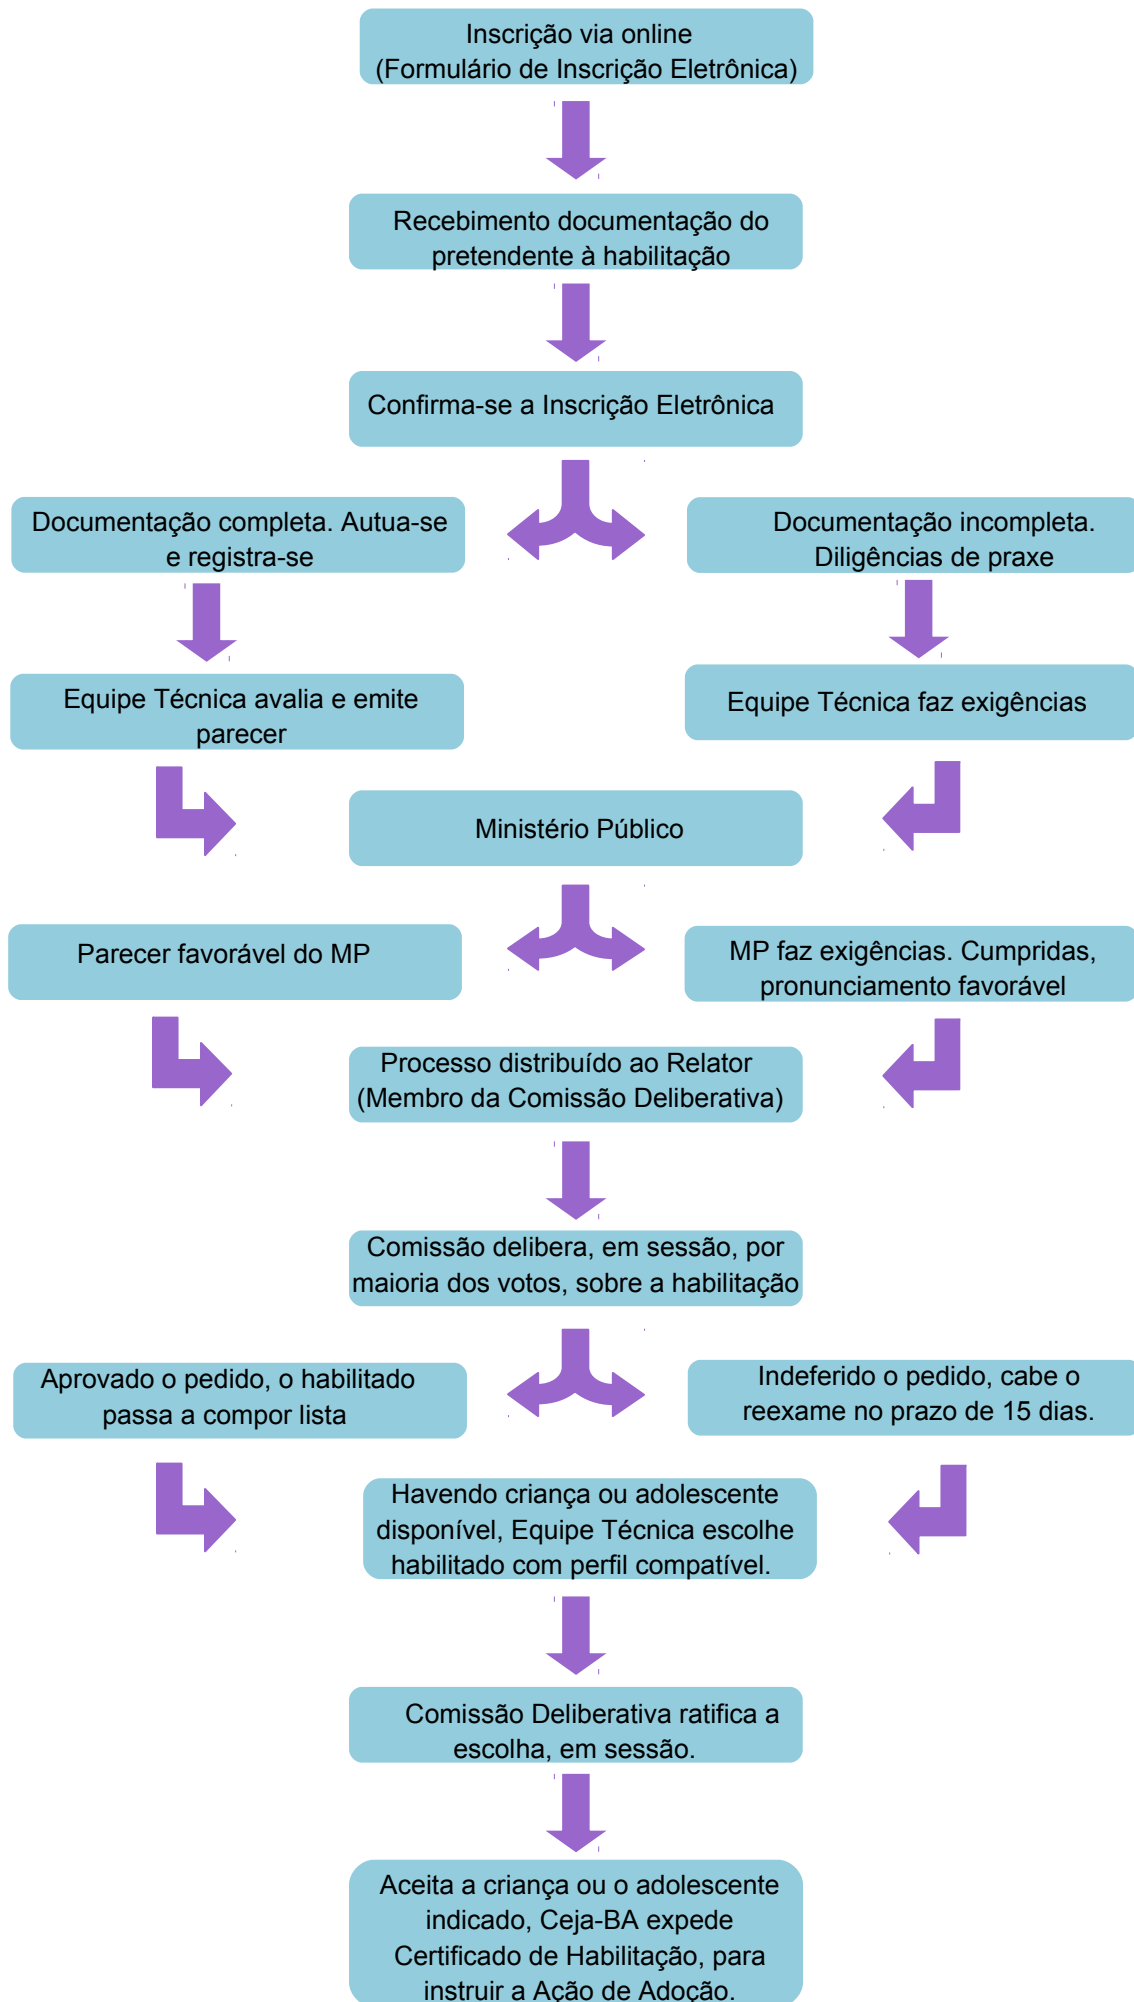 Inscrição via online
(Formulário de Inscrição Eletrônica)
Recebimento documentação do
pretendente à habilitação
Confirma-se a Inscrição Eletrônica
Documentação completa. Autua-se
e registra-se
Documentação incompleta.
Diligências de praxe
Equipe Técnica avalia e emite
parecer
Equipe Técnica faz exigências
Ministério Público
Parecer favorável do MP
MP faz exigências. Cumpridas,
pronunciamento favorável
Processo distribuído ao Relator
(Membro da Comissão Deliberativa)
Comissão delibera, em sessão, por
maioria dos votos, sobre a habilitação
Aprovado o pedido, o habilitado
passa a compor lista
Indeferido o pedido, cabe o
reexame no prazo de 15 dias.
Havendo criança ou adolescente
disponível, Equipe Técnica escolhe
habilitado com perfil compatível.
Comissão Deliberativa ratifica a
escolha, em sessão.
Aceita a criança ou o adolescente
indicado, Ceja-BA expede
Certificado de Habilitação, para
instruir a Ação de Adoção.